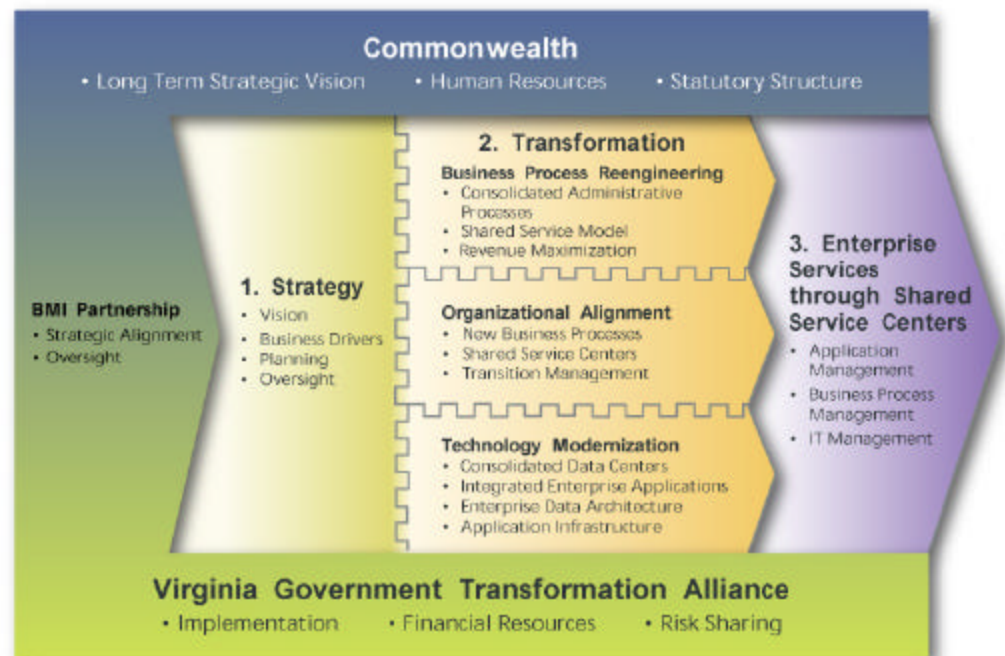 Commonwealth
• Long Term Strategic Vision • Human Resources • Statutory Structure
BMI Partnership
• Strategic Alignment
• Oversight
1. Strategy
• Vision
• Business Drivers
• Planning
• Oversight
2. Transformation
Business Process Reengineering
• Consolidated Administrative
Processes
• Shared Service Model
• Revenue Maximization
Organizational Alignment
• New Business Processes
• Shared Service Centers
• Transition Management
Technology Modernization
• Consolidated Data Centers
• Integrated Enterprise Applications
• Enterprise Data Architecture
• Application Infrastructure
3. Enterprise
Services
through Shared
Service Centers
• Application
Management
• Business Process
Management
• IT Management
Virginia Government Transformation Alliance
• Implementation • Financial Resources • Risk Sharing